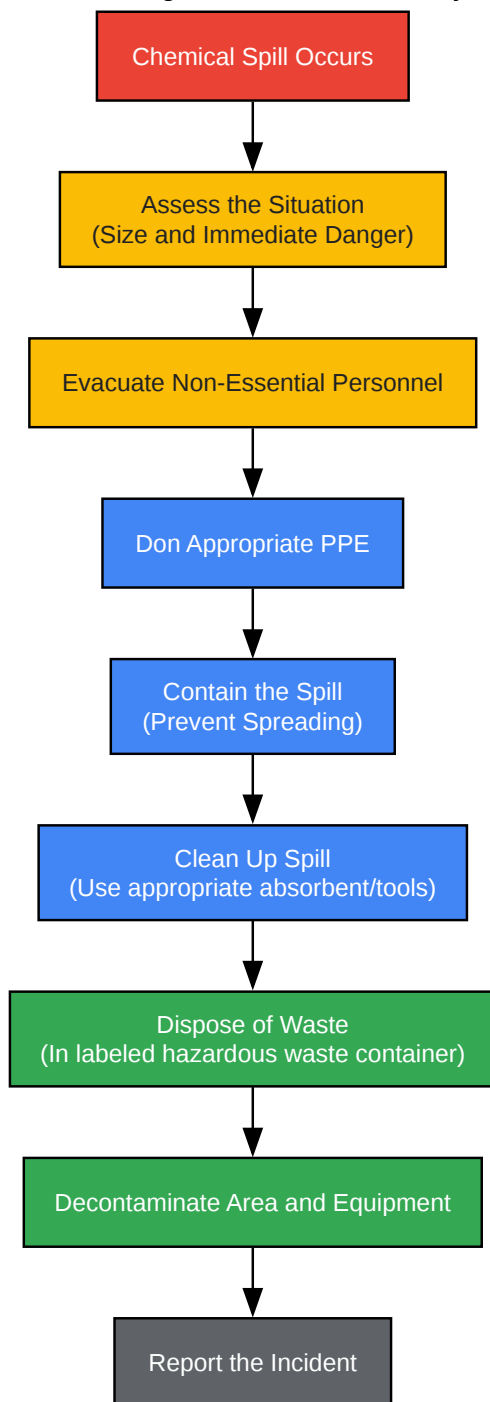 Chemical Spill Occurs
Assess the Situation
(Size and Immediate Danger)
Evacuate Non-Essential Personnel
Don Appropriate PPE
Contain the Spill
(Prevent Spreading)
Clean Up Spill
(Use appropriate absorbent/tools)
Dispose of Waste
(In labeled hazardous waste container)
Decontaminate Area and Equipment
Report the Incident